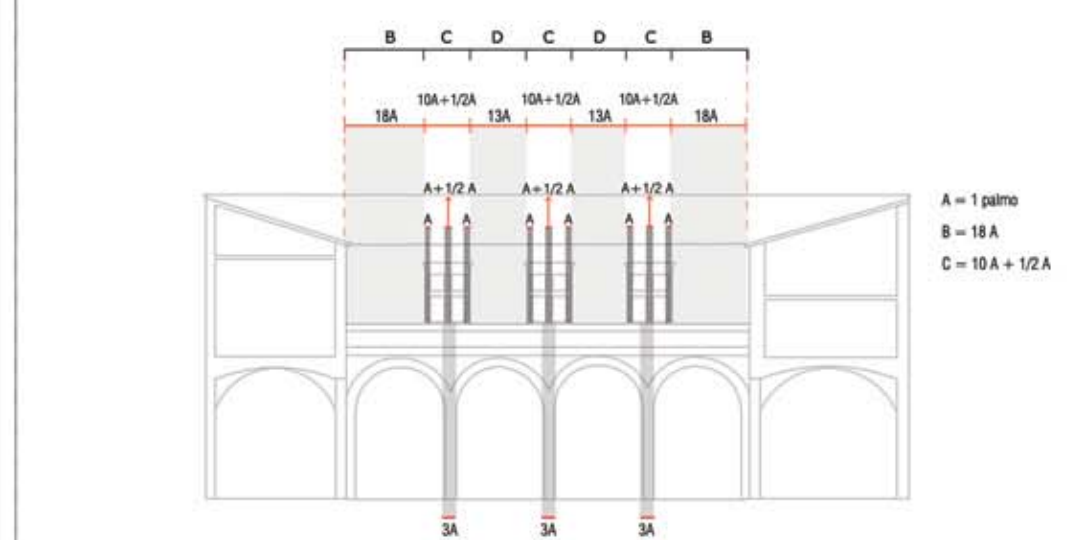 B C D C D C B
10A+1/2A 10A+1/2A 10A+1/2A
18A 13A 13A 18A
A+1/2 A A+1/2 A A+1/2 A
A A A A A A
A = 1 palmo
B = 18 A
C = 10 A + 1/2 A
3A 3A 3A